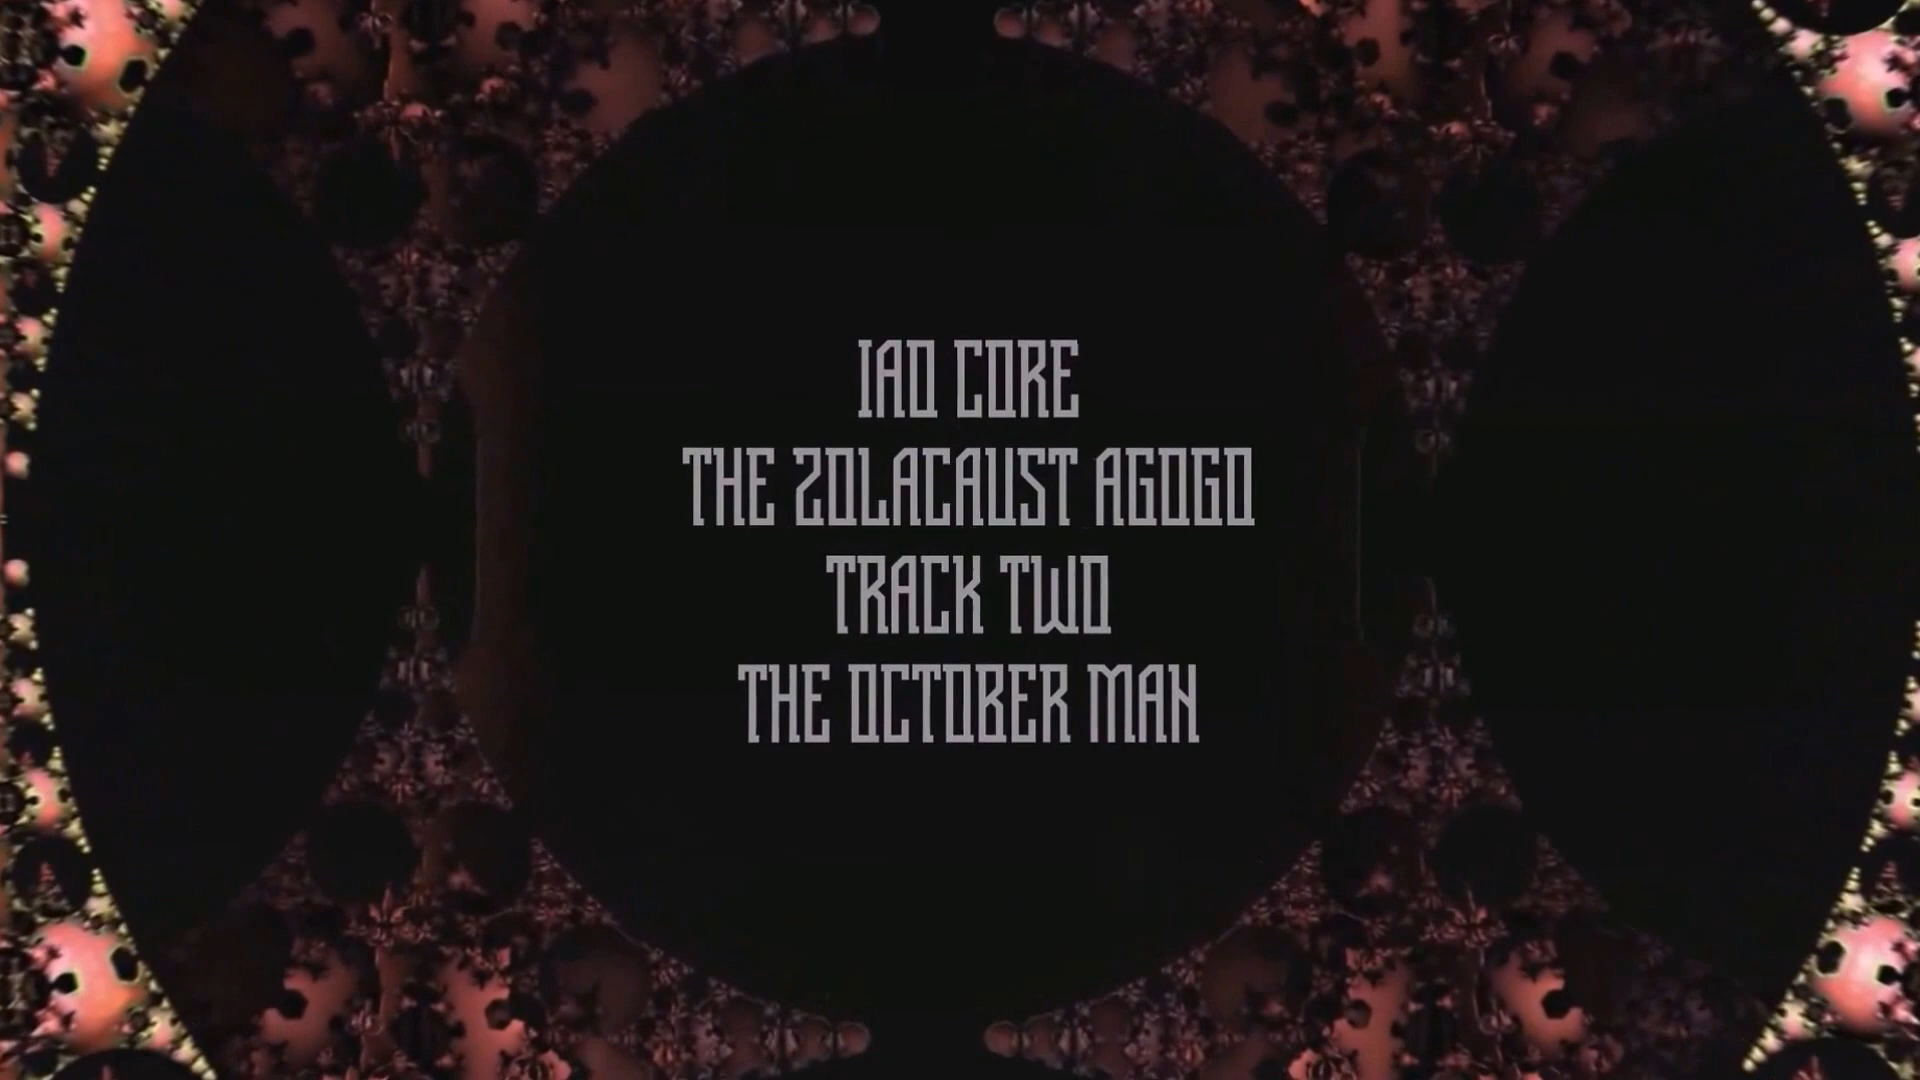 IAO CORE
THE ZOLACAUST AGOGO
TRACK TWO
THE OCTOBER MAN